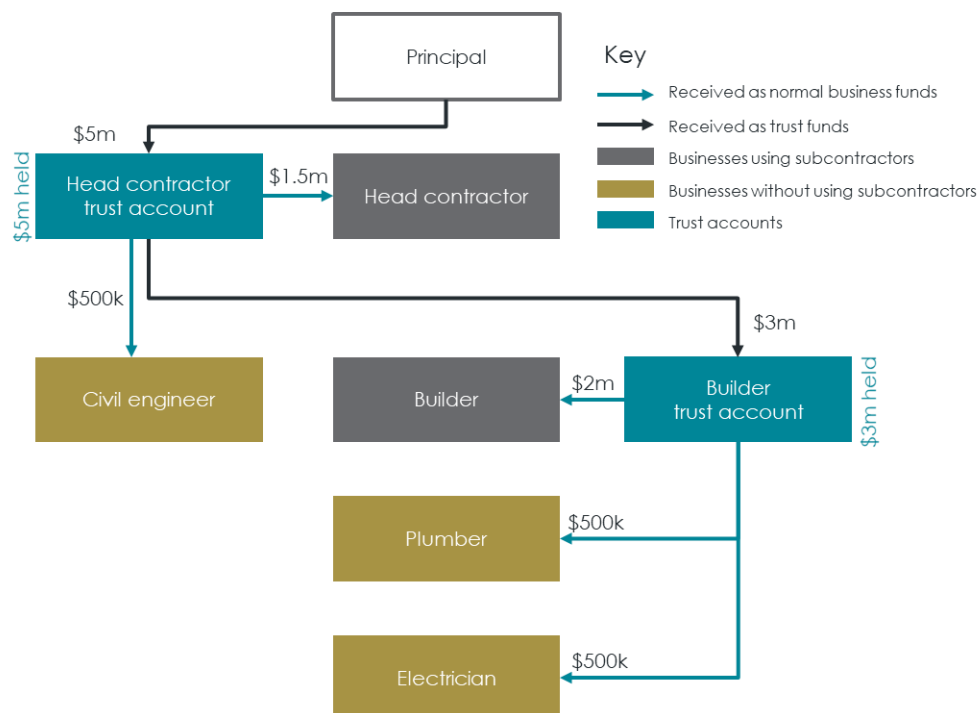 Principal
Key
Received as normal business funds
Received as trust funds
Businesses using subcontractors
Businesses without using subcontractors
Trust accounts
$5m
$5m held
Head contractor
trust account
$1.5m
Head contractor
$500k
$3m
Civil engineer
Builder
$2m
Builder
trust account
$3m held
Plumber
$500k
Electrician
$500k